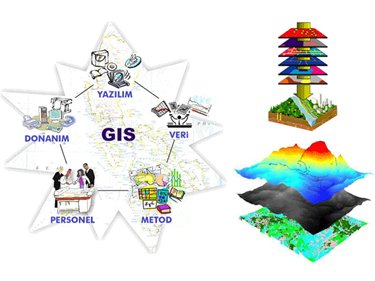 YAZILIM
GIS
DONANIM
VERİ
PERSONEL
METOD